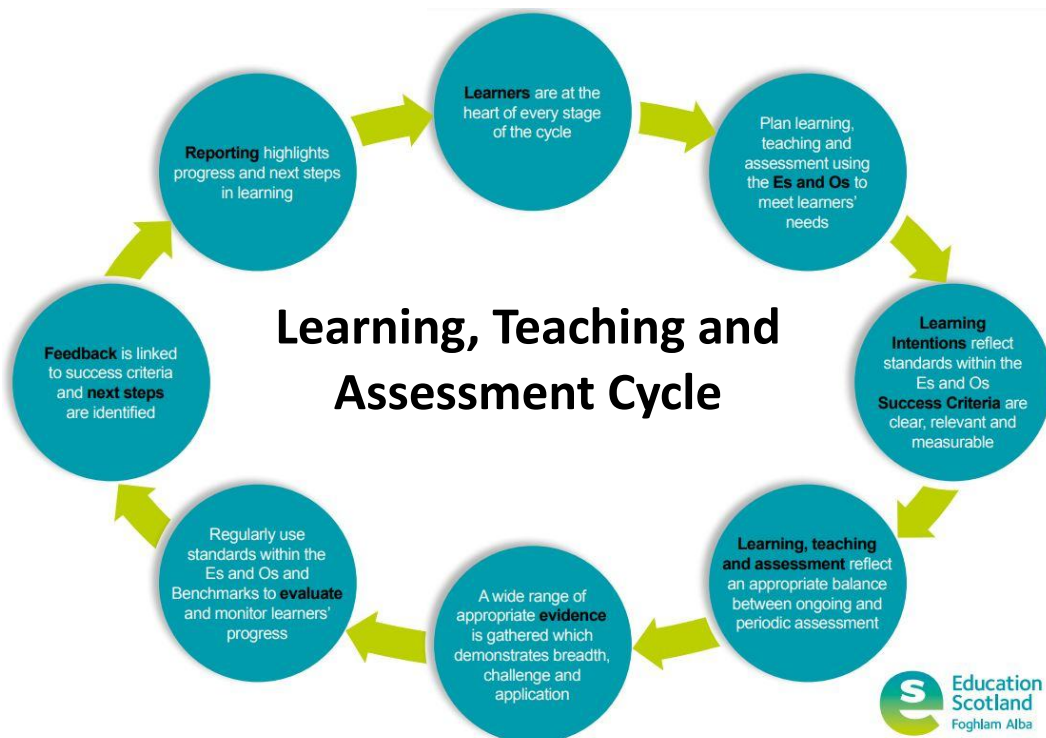 Learners are at the
heart of every stage
of the cycle
Plan learning,
teaching and
assessment using
the Es and Os to
meet learners'
needs
Learning
Intentions reflect
standards within the
Es and Os
Success Criteria are
clear, relevant and
measurable
Learning, teaching
and assessment reflect
an appropriate balance
between ongoing and
periodic assessment
A wide range of
appropriate evidence
is gathered which
demonstrates breadth,
challenge and
application
Regularly use
standards within the
Es and Os and
Benchmarks to evaluate
and monitor learners'
progress
Feedback is linked
to success criteria
and next steps
are identified
Reporting highlights
progress and next steps
in learning
Learning, Teaching and
Assessment Cycle
Education
Scotland
Foghlam Alba